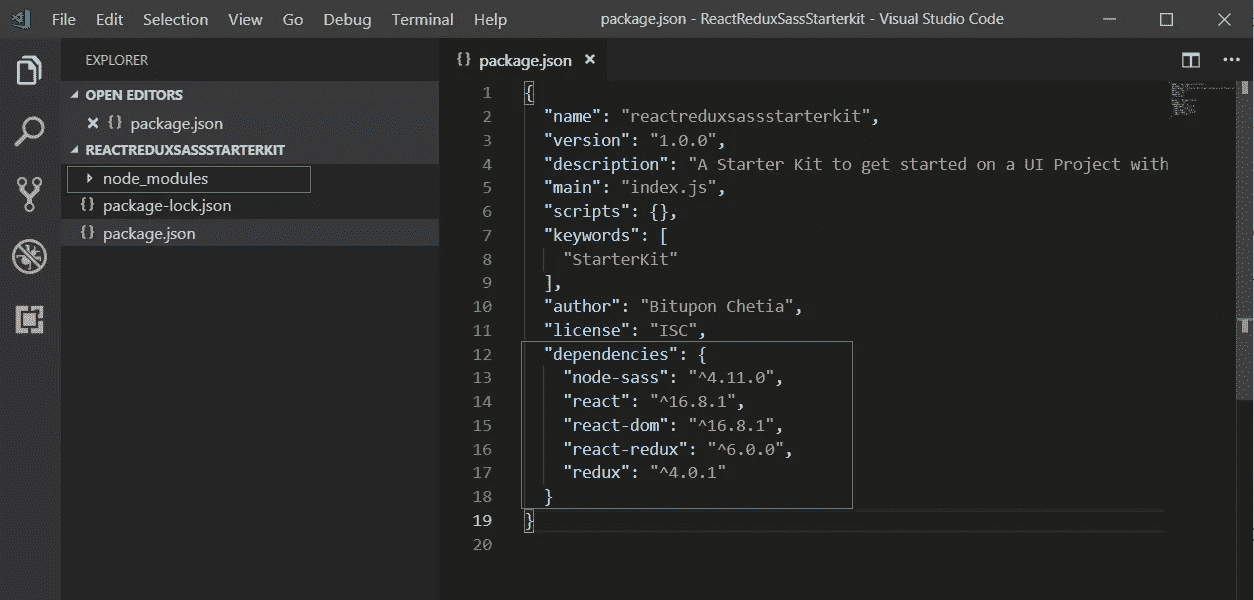 File Edit Selection View Go Debug Terminal Help
package.json - ReactReduxSassStarterkit - Visual Studio Code
EXPLORER
OPEN EDITORS
{} package.json
REACTREDUXSASSSTARTERKIT
node_modules
{} package-lock.json
{} package.json
{} package.json
1 {
2 "name": "reactreduxsassstarterkit",
3 "version": "1.0.0",
4 "description": "A Starter Kit to get started on a UI Project with
5 "main": "index.js",
6 "scripts": {},
7 "keywords": [
8 "StarterKit"
9 ],
10 "author": "Bitupon Chetia",
11 "license": "ISC",
12 "dependencies": {
13 "node-sass": "^4.11.0",
14 "react": "^16.8.1",
15 "react-dom": "^16.8.1",
16 "react-redux": "^6.0.0",
17 "redux": "^4.0.1"
18 }
19 }
20